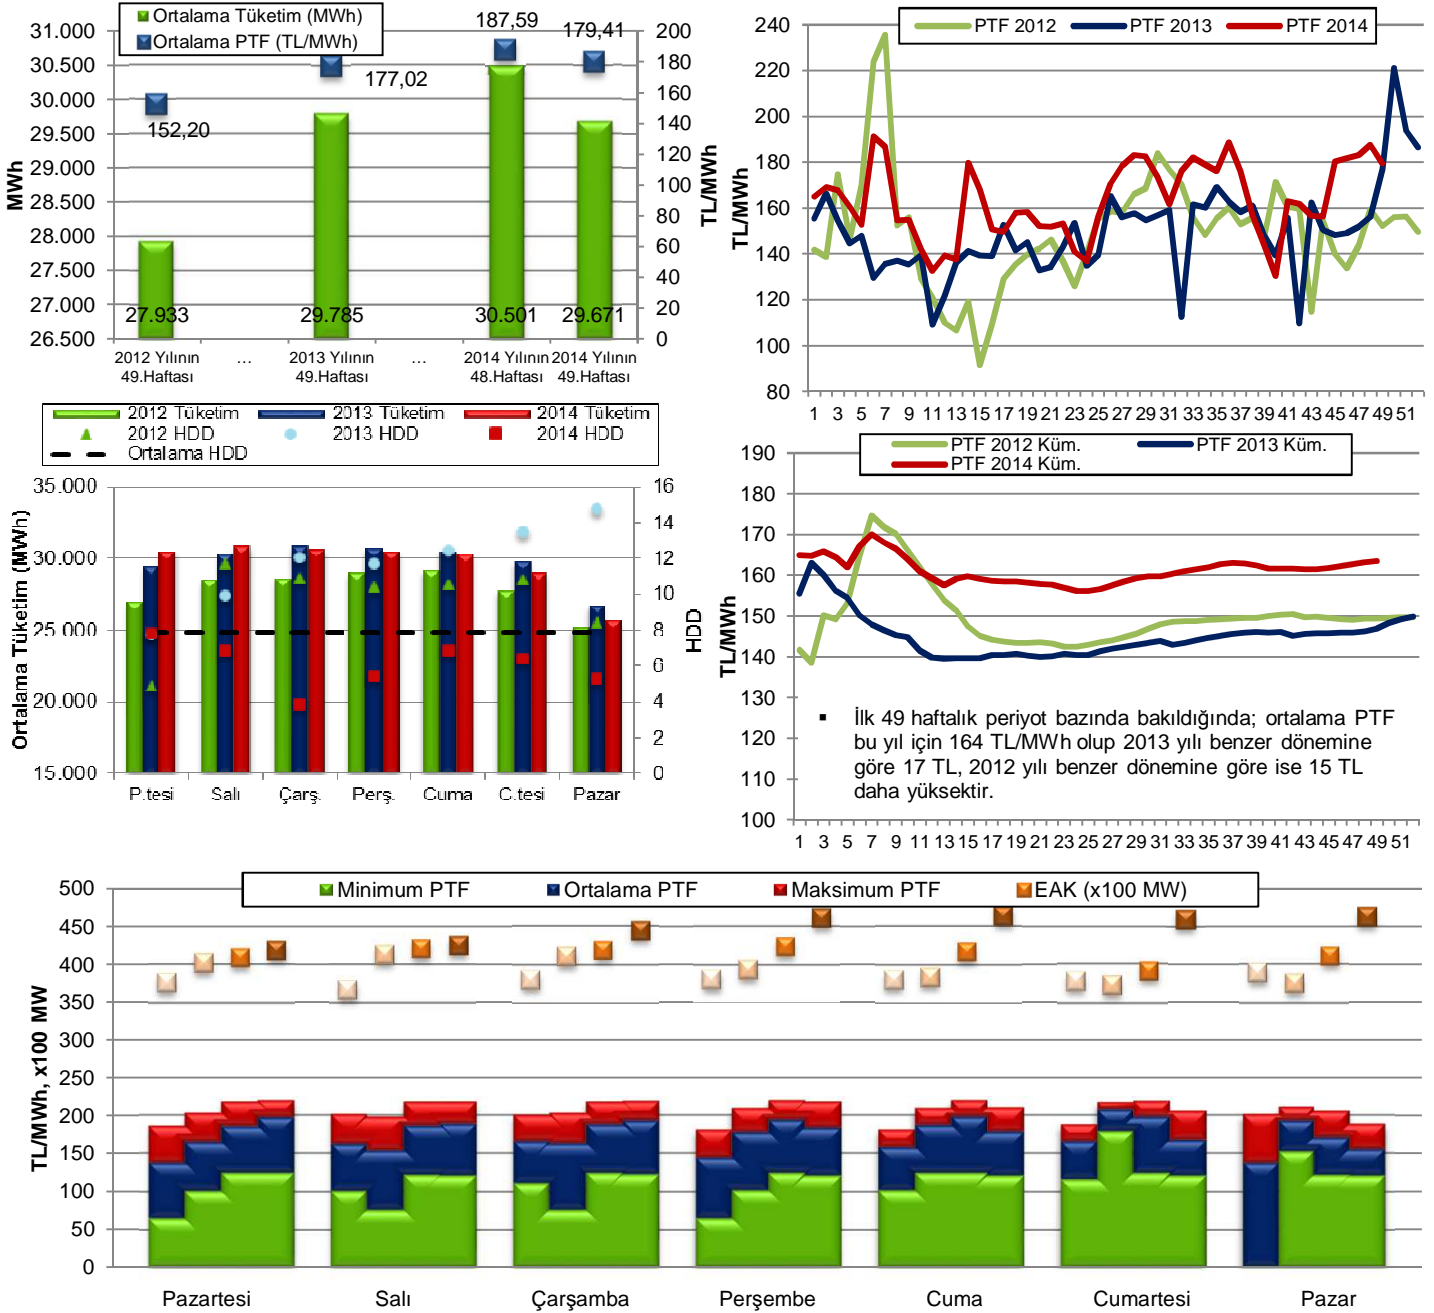 Ortalama Tüketim (MWh)
Ortalama PTF (TL/MWh)
31.000
30.500
30.000
29.500
29.000
28.500
28.000
27.500
27.000
26.500
MWh
200
180
160
140
120
100
80
60
40
20
0
TL/MWh
152,20
177,02
187,59
179,41
27.933
29.785
30.501
29.671
2012 Yılının 49.Haftası
...
2013 Yılının 49.Haftası
...
2014 Yılının 48.Haftası
2014 Yılının 49.Haftası
PTF 2012 PTF 2013 PTF 2014
240
220
200
180
160
140
120
100
80
TL/MWh
1 3 5 7 9 11 13 15 17 19 21 23 25 27 29 31 33 35 37 39 41 43 45 47 49 51
2012 Tüketim 2013 Tüketim 2014 Tüketim
2012 HDD 2013 HDD 2014 HDD
Ortalama HDD
35.000
30.000
25.000
20.000
15.000
Ortalama Tüketim (MWh)
16
14
12
10
8
6
4
2
0
HDD
P.tesi Salı Çarş. Perş. Cuma C.tesi Pazar
PTF 2012 Küm. PTF 2013 Küm.
PTF 2014 Küm.
190
180
170
160
150
140
130
120
110
100
TL/MWh
▪ İlk 49 haftalık periyot bazında bakıldığında; ortalama PTF
bu yıl için 164 TL/MWh olup 2013 yılı benzer dönemine
göre 17 TL, 2012 yılı benzer dönemine göre ise 15 TL
daha yüksektir.
1 3 5 7 9 11 13 15 17 19 21 23 25 27 29 31 33 35 37 39 41 43 45 47 49 51
Minimum PTF Ortalama PTF Maksimum PTF EAK (x100 MW)
500
450
400
350
300
250
200
150
100
50
0
TL/MWh, x100 MW
Pazartesi Salı Çarşamba Perşembe Cuma Cumartesi Pazar